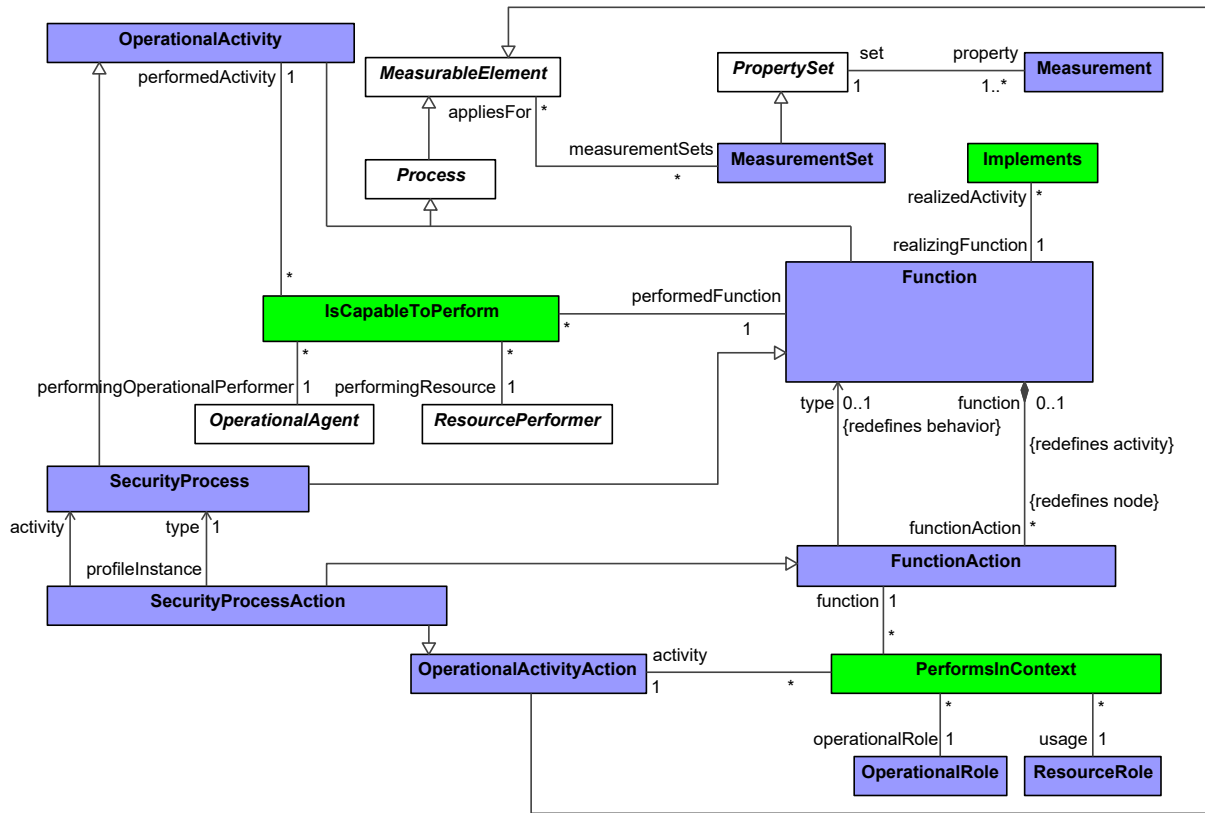 OperationalActivity
performedActivity
1
MeasurableElement
appliesFor
*
PropertySet
set
1
property
1..*
Measurement
measurementSets
*
MeasurementSet
Process
Implements
realizedActivity
*
realizingFunction
1
Function
*
IsCapableToPerform
performedFunction
*
1
*
*
performingOperationalPerformer
1
performingResource
1
OperationalAgent
ResourcePerformer
type
0..1
{redefines behavior}
function
0..1
{redefines activity}
{redefines node}
functionAction
*
SecurityProcess
activity
type
1
profileInstance
SecurityProcessAction
FunctionAction
function
1
*
OperationalActivityAction
activity
1
*
PerformsInContext
*
*
operationalRole
1
usage
1
OperationalRole
ResourceRole